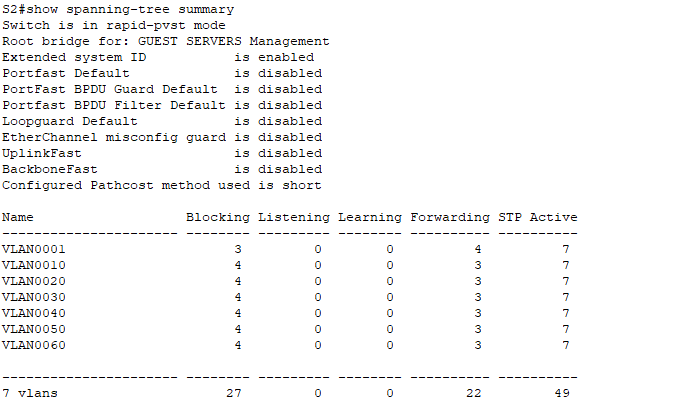 S2#show spanning-tree summary
Switch is in rapid-pvst mode
Root bridge for: GUEST SERVERS Management
Extended system ID           is enabled
Portfast Default             is disabled
PortFast BPDU Guard Default  is disabled
Portfast BPDU Filter Default is disabled
Loopguard Default            is disabled
EtherChannel misconfig guard is disabled
UplinkFast                   is disabled
BackboneFast                 is disabled
Configured Pathcost method used is short

Name                   Blocking Listening Learning Forwarding STP Active
---------------------- -------- --------- -------- ---------- ----------
VLAN0001                     3         0        0          4          7
VLAN0010                     4         0        0          3          7
VLAN0020                     4         0        0          3          7
VLAN0030                     4         0        0          3          7
VLAN0040                     4         0        0          3          7
VLAN0050                     4         0        0          3          7
VLAN0060                     4         0        0          3          7

---------------------- -------- --------- -------- ---------- ----------
7 vlans                     27         0        0         22         49